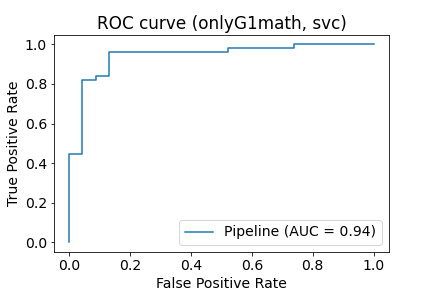 ROC curve (onlyG1math, svc)
1.0
0.8
0.6
0.4
0.2
0.0
True Positive Rate
Pipeline (AUC = 0.94)
0.0 0.2 0.4 0.6 0.8 1.0
False Positive Rate